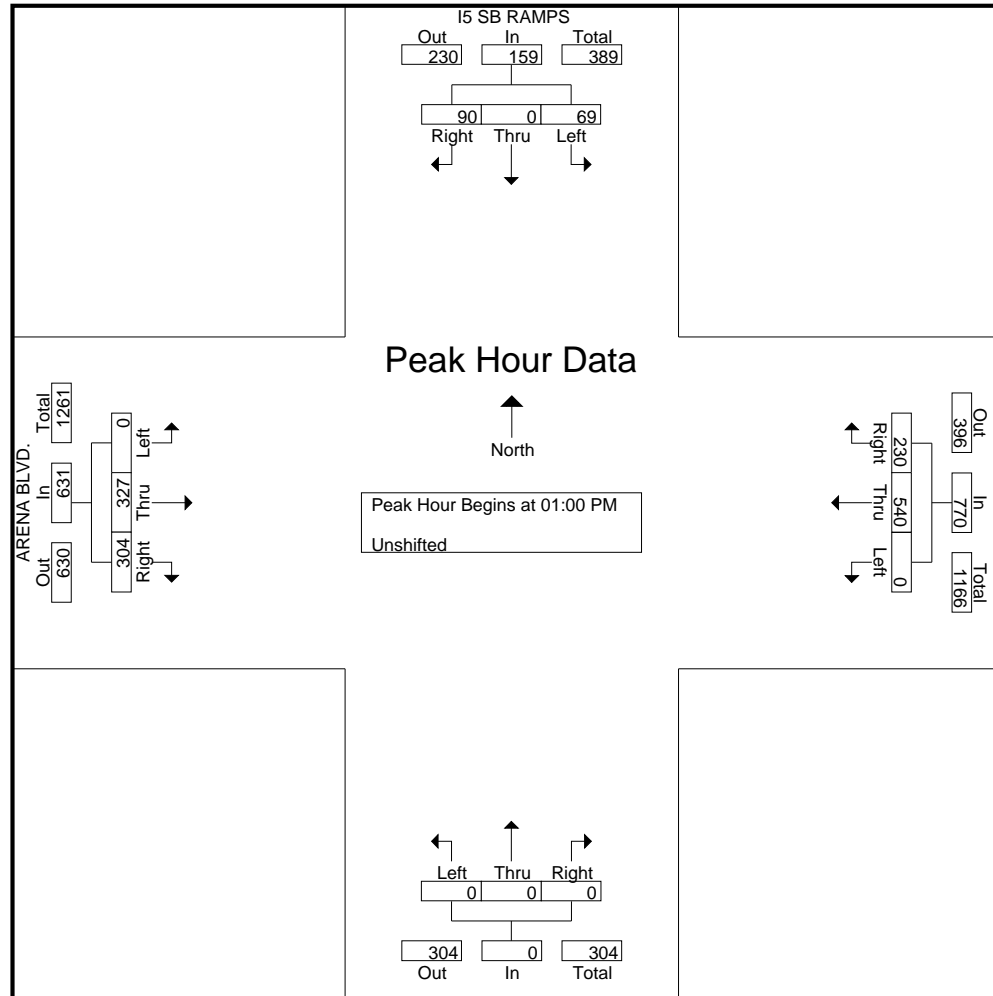 I5 SB RAMPS
Out In Total
230 159 389
90 0 69
Right Thru Left
Peak Hour Data
North
Peak Hour Begins at 01:00 PM
Unshifted
ARENA BLVD.
Out In Total
630 631 1261
304 327 0
Right Thru Left
Out In Total
396 770 1166
230 540 0
Right Thru Left
Left Thru Right
0 0 0
304 0 304
Out In Total